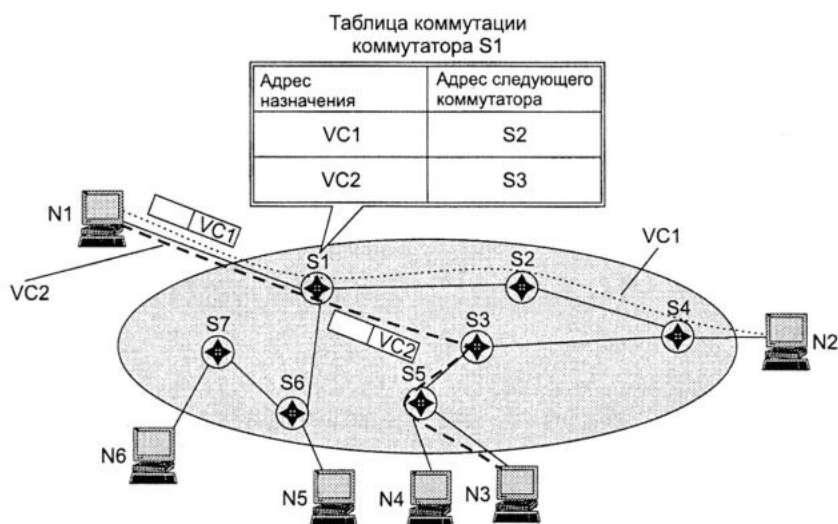 Таблица коммутации
коммутатора S1
Адрес
назначения
Адрес следующего
коммутатора
VC1
S2
VC2
S3
N1
VC1
VC1
VC2
S1
S2
S4
N2
S7
S3
VC2
S6
S5
N6
N5
N4
N3